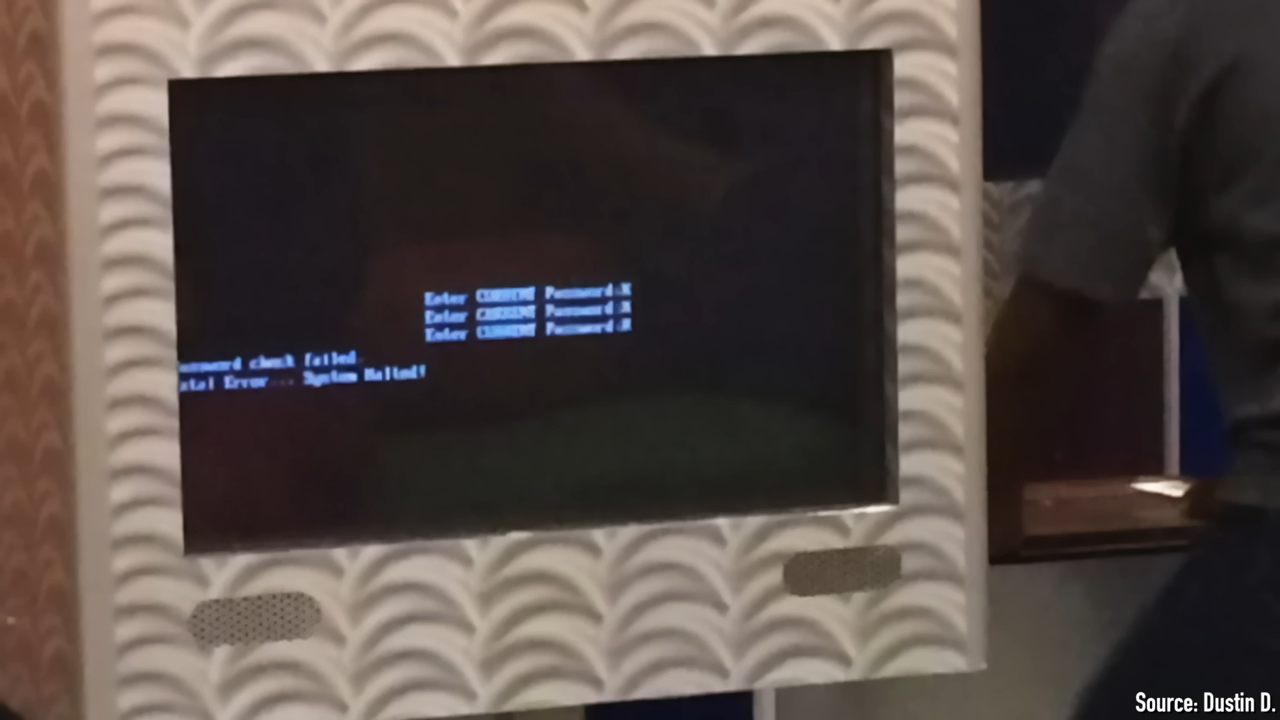 Enter CURRENT Password:X
Enter CURRENT Password:X
Enter CURRENT Password:X
assword check failed.
atal Error... System Halted!
Source: Dustin D.